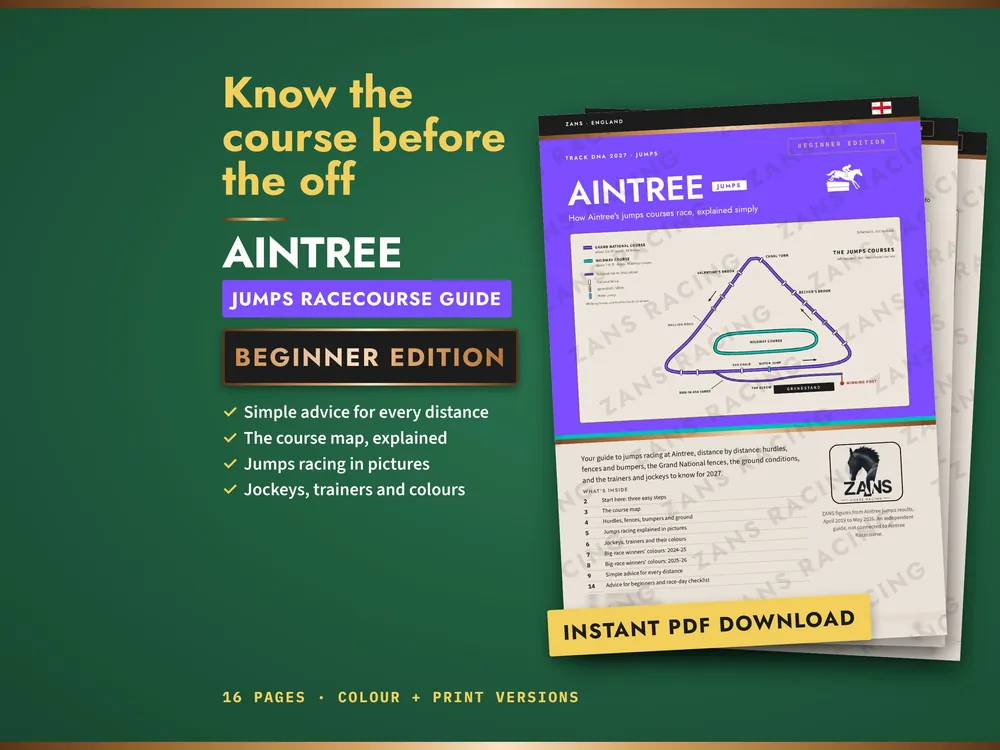 Know the
course before
the off
AINTREE
JUMPS RACECOURSE GUIDE
BEGINNER EDITION
Simple advice for every distance
The course map, explained
Jumps racing in pictures
Jockeys, trainers and colours
16 PAGES · COLOUR + PRINT VERSIONS
ZANS · ENGLAND
TRACK DNA 2027 · JUMPS
BEGINNER EDITION
AINTREE JUMPS
How Aintree's jumps courses race, explained simply
GRAND NATIONAL COURSE
MILDMAY COURSE
THE JUMPS COURSES
CANAL TURN
VALENTINE'S BROOK
BECHER'S BROOK
MILDMAY COURSE
THE CHAIR
WATER JUMP
THE ELBOW
GRANDSTAND
WINNING POST
Your guide to jumps racing at Aintree, distance by distance: hurdles,
fences and bumpers, the Grand National fences, the ground conditions,
and the trainers and jockeys to know for 2027.
WHAT'S INSIDE
2 Start here: three easy steps
3 The course map
4 Hurdles, fences, bumpers and ground
5 Jumps racing explained in pictures
6 Jockeys, trainers and their colours
7 Big-race winners' colours: 2024-25
8 Big-race winners' colours: 2025-26
9 Simple advice for every distance
14 Advice for beginners and race-day checklist
ZANS
HORSE RACING
ZANS figures from Aintree jumps results,
April 2019 to May 2026. An independent
guide, not connected to Aintree
Racecourse.
ZANS RACING
INSTANT PDF DOWNLOAD